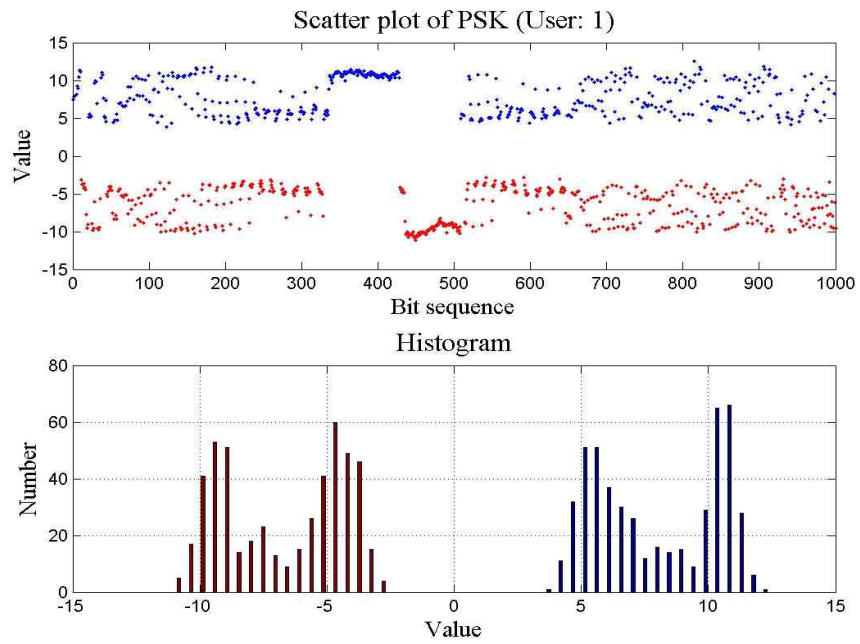 Scatter plot of PSK (User: 1)
15
10
5
0
-5
-10
-15
Value
0 100 200 300 400 500 600 700 800 900 1000
Bit sequence
Histogram
80
60
40
20
0
Number
-15 -10 -5 0 5 10 15
Value